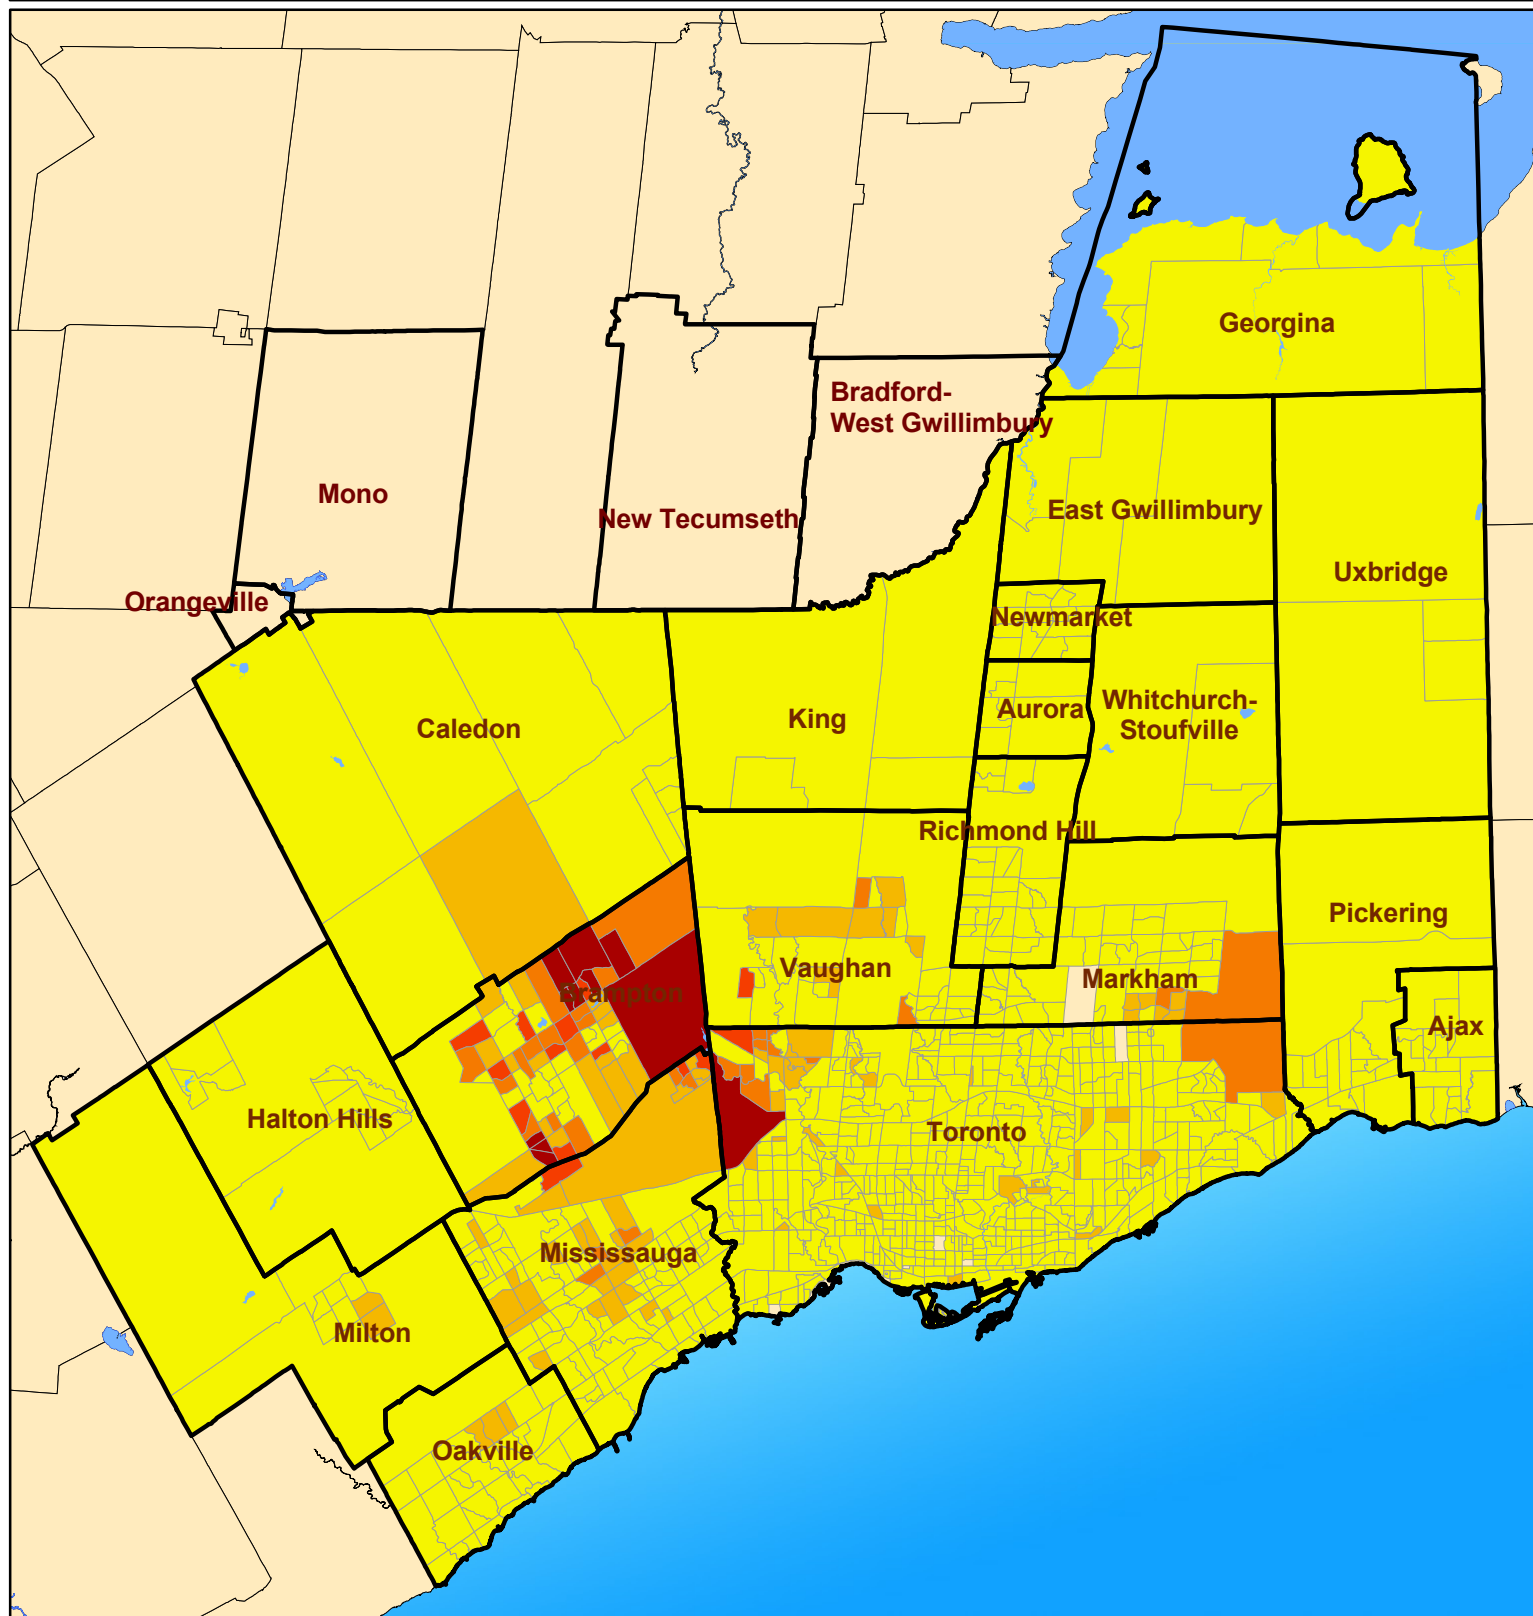 Georgina
Bradford-
West Gwillimbury
Mono
New Tecumseth
East Gwillimbury
Uxbridge
Orangeville
Newmarket
Caledon
King
Aurora
Whitchurch-
Stoufville
Richmond Hill
Pickering
Vaughan
Markham
Brampton
Ajax
Halton Hills
Toronto
Mississauga
Milton
Oakville